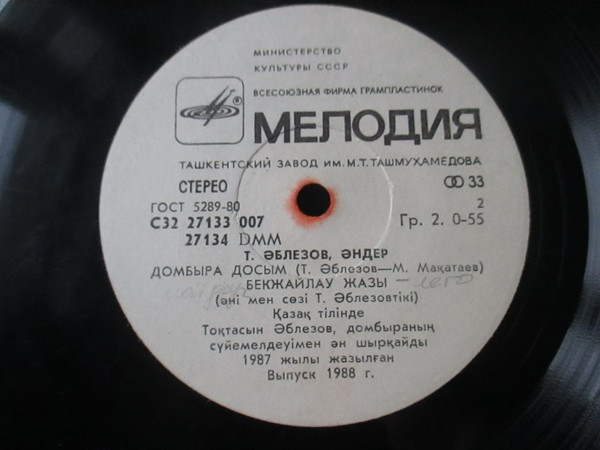 МИНИСТЕРСТВО
КУЛЬТУРЫ СССР
ВСЕСОЮЗНАЯ ФИРМА ГРАМПЛАСТИНОК
МЕЛОДИЯ
ТАШКЕНТСКИЙ ЗАВОД ИМ. М.Т. ТАШМУХАМЕДОВА
СТЕРЕО 33
ГОСТ 5289-80 2
С32 27133 007 Гр. 2. 0-55
27134 DMM
Т. ӘБЛЕЗОВ, ӘНДЕР
ДОМБЫРА ДОСЫМ (Т. Әблезов—М. Мақатаев)
БЕКЖАЙЛАУ ЖАЗЫ — лето
(әні мен сөзі Т. Әблезовтікі)
Қазақ тілінде
Тоқтасын Әблезов, домбыраның
сүйемелдеуімен ән шырқайды
1987 жылы жазылған
Выпуск 1988 г.